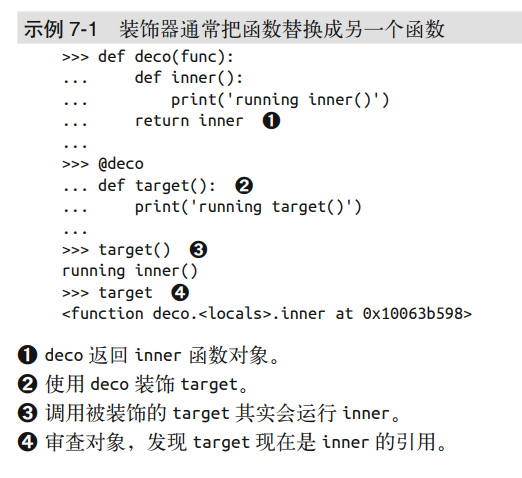 示例 7-1 装饰器通常把函数替换成另一个函数
>>> def deco(func):
...     def inner():
...         print('running inner()')
...     return inner ❶
...
>>> @deco
... def target(): ❷
...     print('running target()')
...
>>> target() ❸
running inner()
>>> target ❹
<function deco.<locals>.inner at 0x10063b598>
❶ deco 返回 inner 函数对象。
❷ 使用 deco 装饰 target。
❸ 调用被装饰的 target 其实会运行 inner。
❹ 审查对象，发现 target 现在是 inner 的引用。